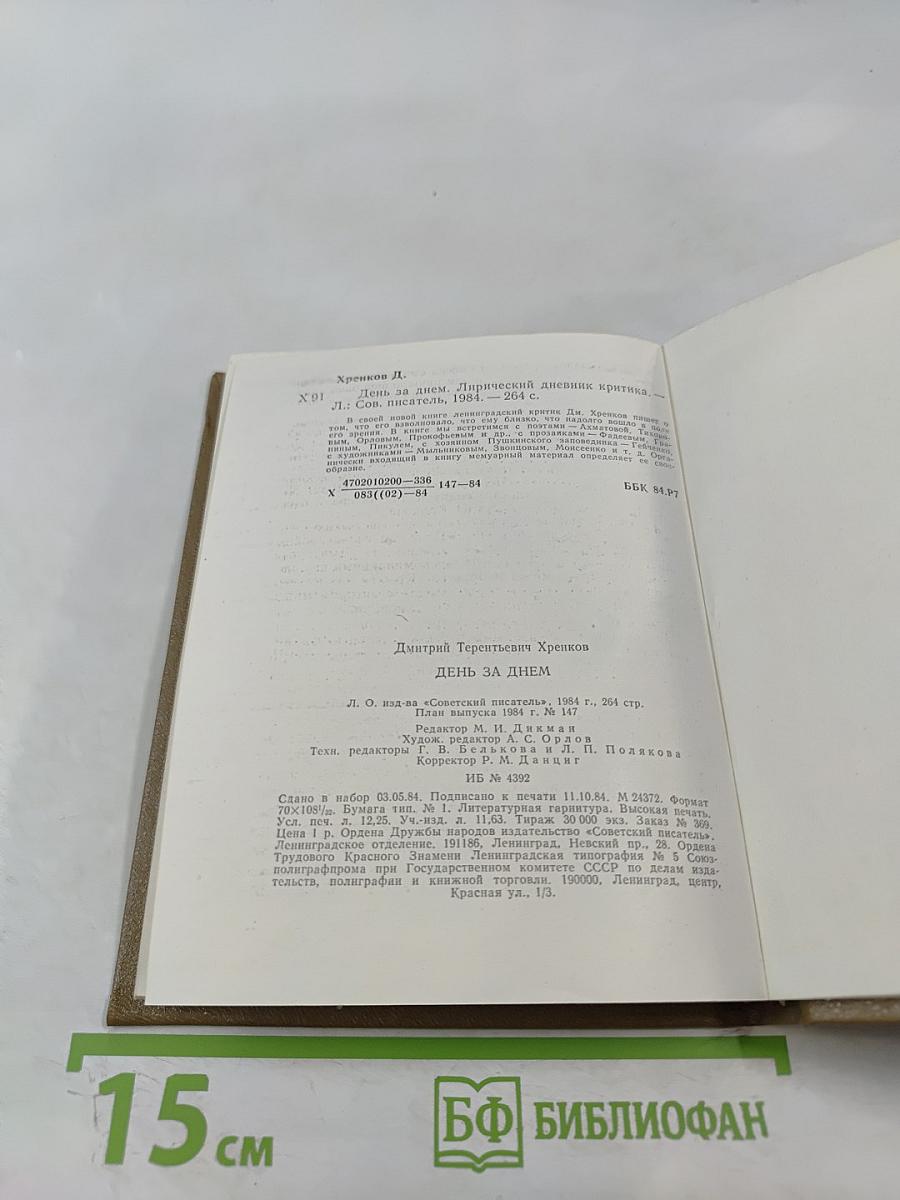 Хренков Д.
Х 91 День за днем. Лирический дневник критика. —
Л.: Сов. писатель, 1984. — 264 с.
В своей новой книге ленинградский критик Дм. Хренков пишет о
том, что его взволновало, что ему близко, что надолго вошло в поле
его зрения. В книге мы встретимся с поэтами — Ахматовой, Тихоно-
вым, Орловым, Прокофьевым и др., с прозаиками — Фадеевым, Гра-
ниным, Пикулем, с хозяином Пушкинского заповедника — Гейченко,
с художниками — Мыльниковым, Звонцовым, Моисеенко и т. д. Орга-
нически входящий в книгу мемуарный материал определяет ее свое-
образие.
Х 4702010200—336 147—84
083((02)—84
ББК 84.Р7
Дмитрий Терентьевич Хренков
ДЕНЬ ЗА ДНЕМ
Л. О. изд-ва «Советский писатель», 1984 г., 264 стр.
План выпуска 1984 г. № 147
Редактор М. И. Дикман
Худож. редактор А. С. Орлов
Техн. редакторы Г. В. Белькова и Л. П. Полякова
Корректор Р. М. Данциг
ИБ № 4392
Сдано в набор 03.05.84. Подписано к печати 11.10.84. М 24372. Формат
70×108¹/₃₂. Бумага тип. № 1. Литературная гарнитура. Высокая печать.
Усл. печ. л. 12,25. Уч.-изд. л. 11,63. Тираж 30 000 экз. Заказ № 369.
Цена 1 р. Ордена Дружбы народов издательство «Советский писатель».
Ленинградское отделение. 191186, Ленинград, Невский пр., 28. Ордена
Трудового Красного Знамени Ленинградская типография № 5 Союз-
полиграфпрома при Государственном комитете СССР по делам изда-
тельств, полиграфии и книжной торговли. 190000, Ленинград, центр,
Красная ул., 1/3.
15 см
БФ БИБЛИОФАН